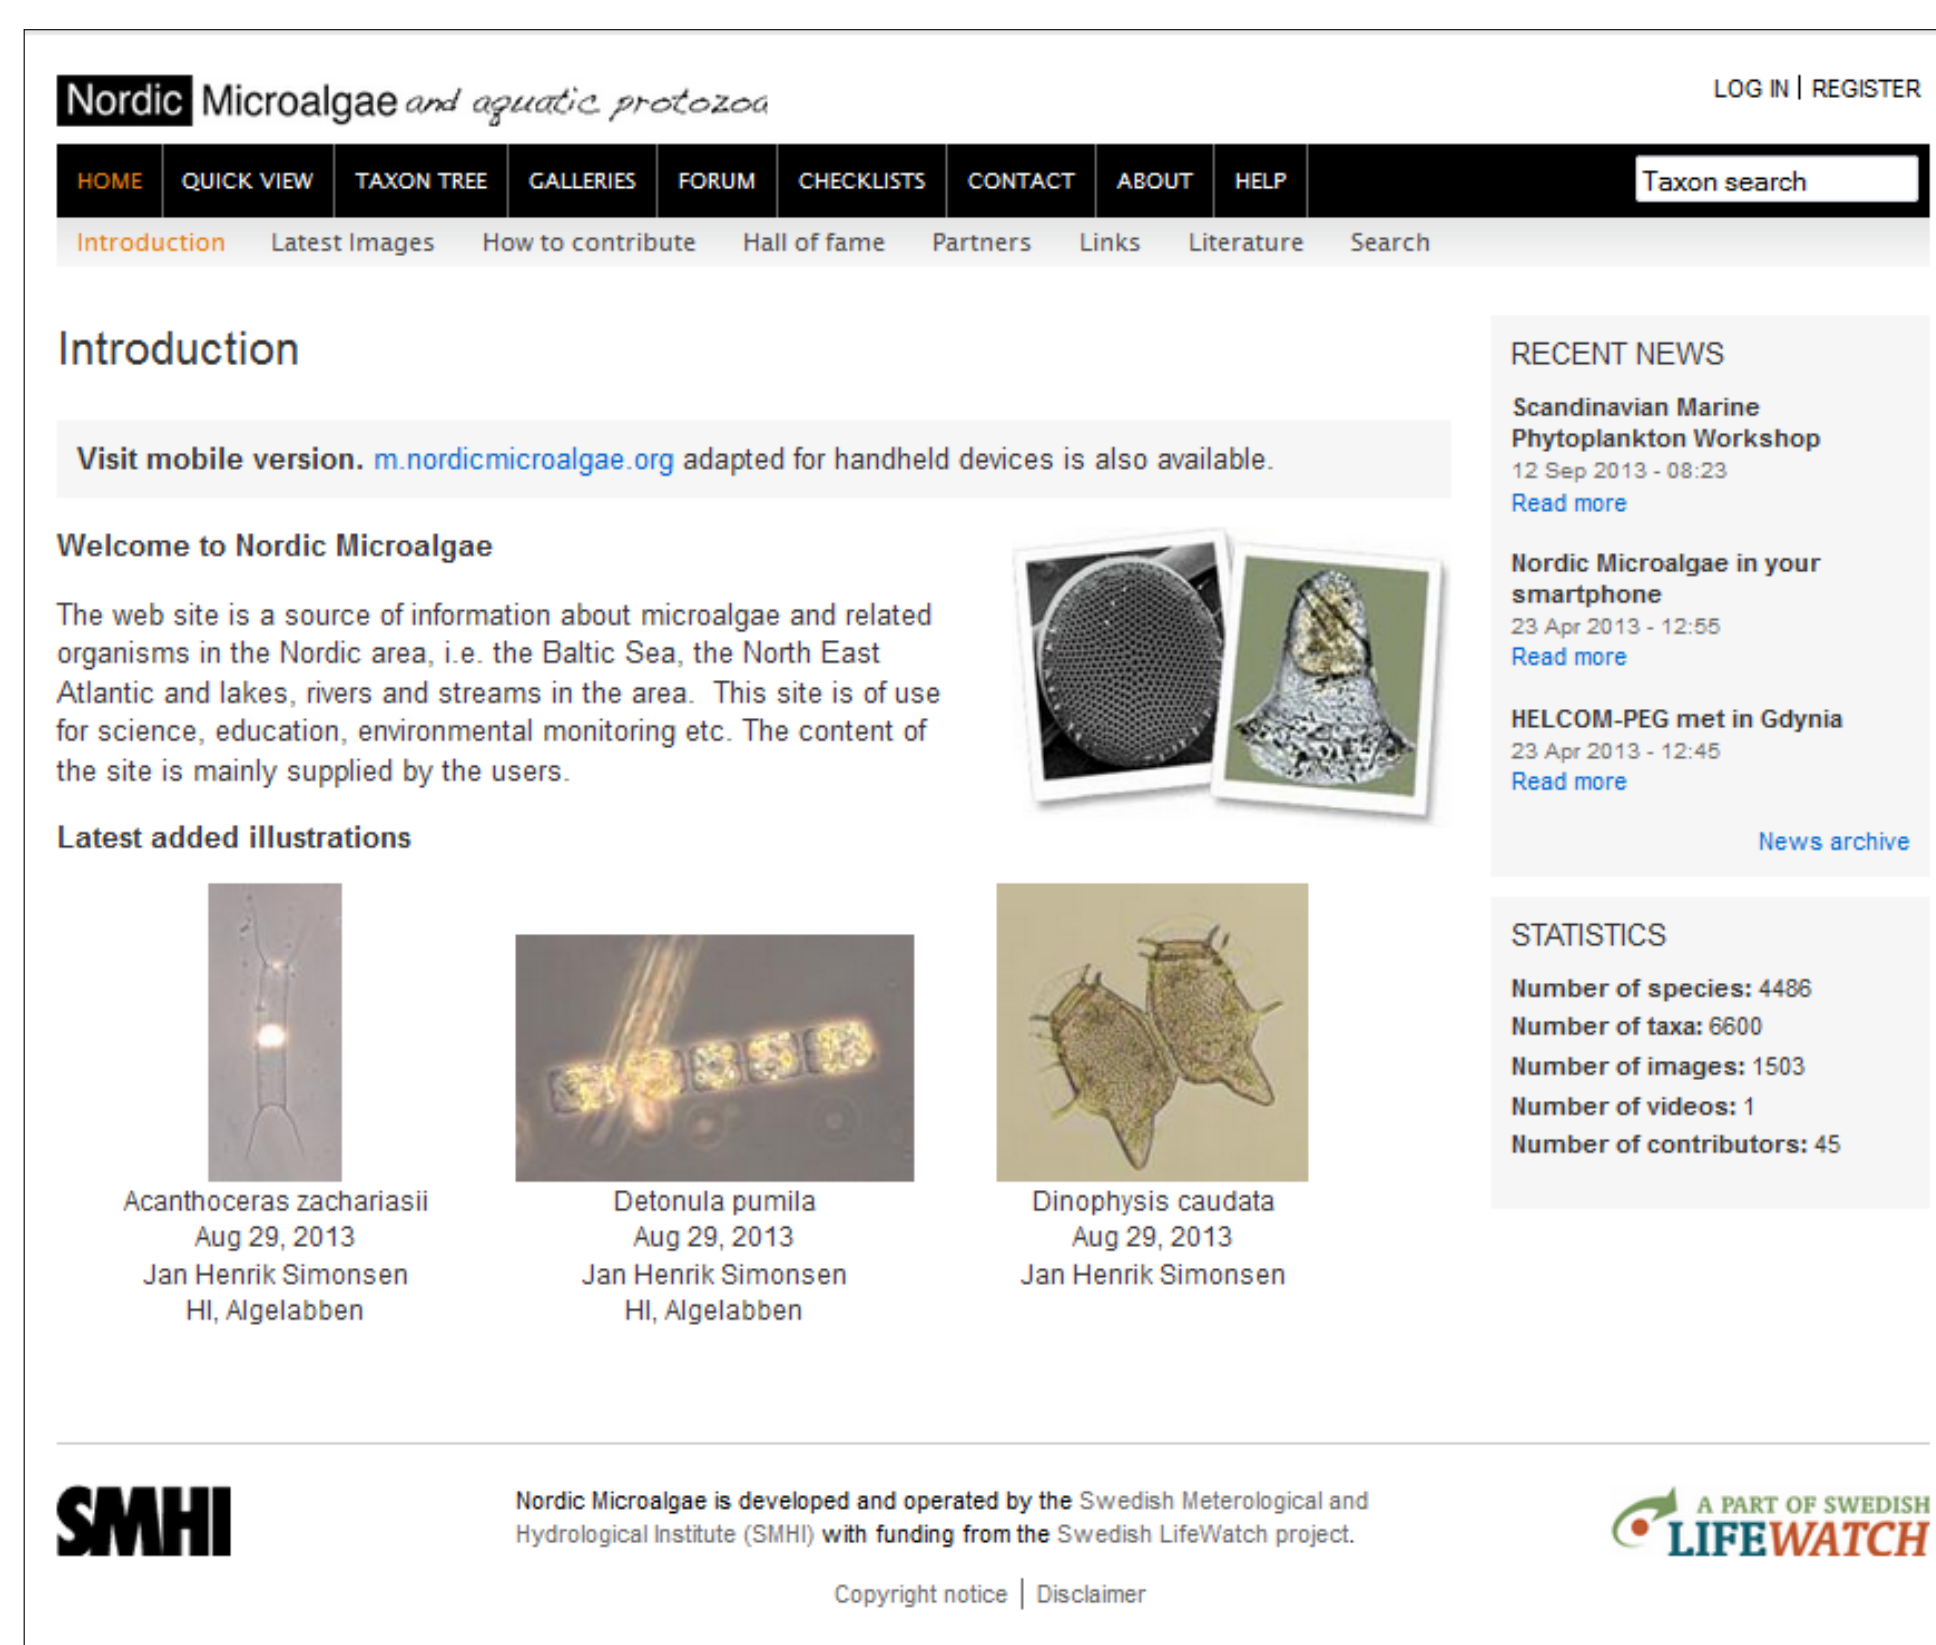 Nordic Microalgae and aquatic protozoa
LOG IN | REGISTER
HOME QUICK VIEW TAXON TREE GALLERIES FORUM CHECKLISTS CONTACT ABOUT HELP Taxon search
Introduction Latest Images How to contribute Hall of fame Partners Links Literature Search
Introduction
Visit mobile version. m.nordicmicroalgae.org adapted for handheld devices is also available.
Welcome to Nordic Microalgae
The web site is a source of information about microalgae and related
organisms in the Nordic area, i.e. the Baltic Sea, the North East
Atlantic and lakes, rivers and streams in the area. This site is of use
for science, education, environmental monitoring etc. The content of
the site is mainly supplied by the users.
Latest added illustrations
Acanthoceras zachariasii
Aug 29, 2013
Jan Henrik Simonsen
HI, Algelabben
Detonula pumila
Aug 29, 2013
Jan Henrik Simonsen
HI, Algelabben
Dinophysis caudata
Aug 29, 2013
Jan Henrik Simonsen
RECENT NEWS
Scandinavian Marine
Phytoplankton Workshop
12 Sep 2013 - 08:23
Read more
Nordic Microalgae in your
smartphone
23 Apr 2013 - 12:55
Read more
HELCOM-PEG met in Gdynia
23 Apr 2013 - 12:45
Read more
News archive
STATISTICS
Number of species: 4486
Number of taxa: 6600
Number of images: 1503
Number of videos: 1
Number of contributors: 45
SMHI
Nordic Microalgae is developed and operated by the Swedish Meterological and
Hydrological Institute (SMHI) with funding from the Swedish LifeWatch project.
A PART OF SWEDISH
LIFEWATCH
Copyright notice | Disclaimer